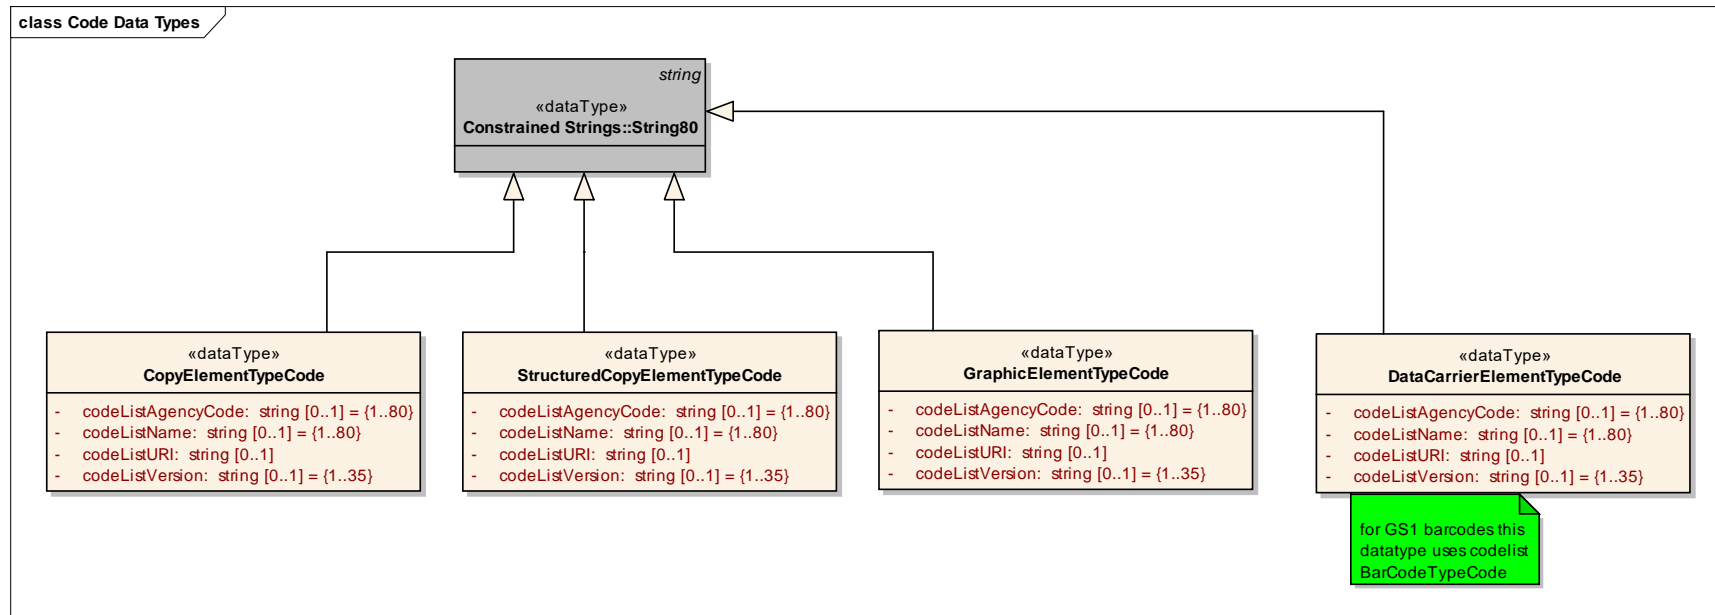 class Code Data Types
string
«dataType»
Constrained Strings::String80
«dataType»
CopyElementTypeCode
- codeListAgencyCode: string [0..1] = {1..80}
- codeListName: string [0..1] = {1..80}
- codeListURI: string [0..1]
- codeListVersion: string [0..1] = {1..35}
«dataType»
StructuredCopyElementTypeCode
- codeListAgencyCode: string [0..1] = {1..80}
- codeListName: string [0..1] = {1..80}
- codeListURI: string [0..1]
- codeListVersion: string [0..1] = {1..35}
«dataType»
GraphicElementTypeCode
- codeListAgencyCode: string [0..1] = {1..80}
- codeListName: string [0..1] = {1..80}
- codeListURI: string [0..1]
- codeListVersion: string [0..1] = {1..35}
«dataType»
DataCarrierElementTypeCode
- codeListAgencyCode: string [0..1] = {1..80}
- codeListName: string [0..1] = {1..80}
- codeListURI: string [0..1]
- codeListVersion: string [0..1] = {1..35}
for GS1 barcodes this
datatype uses codelist
BarCodeTypeCode